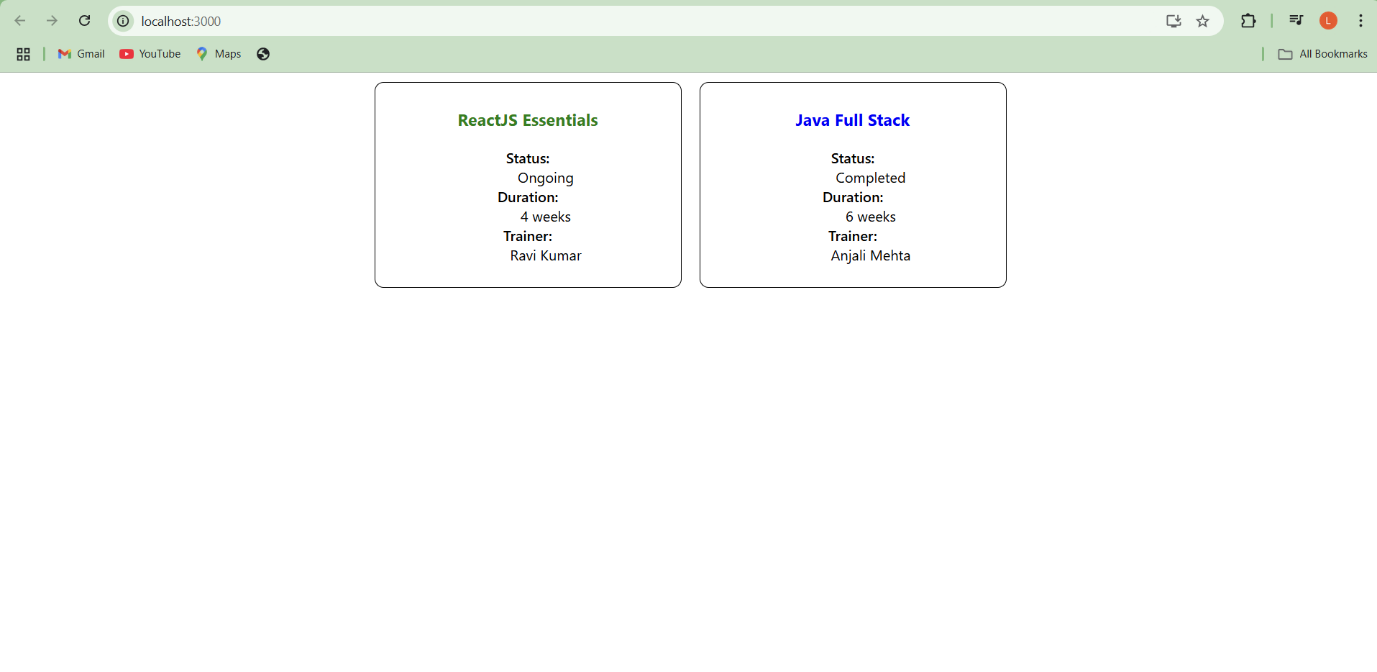 localhost:3000
L
Gmail YouTube Maps All Bookmarks
ReactJS Essentials
Status:
Ongoing
Duration:
4 weeks
Trainer:
Ravi Kumar
Java Full Stack
Status:
Completed
Duration:
6 weeks
Trainer:
Anjali Mehta